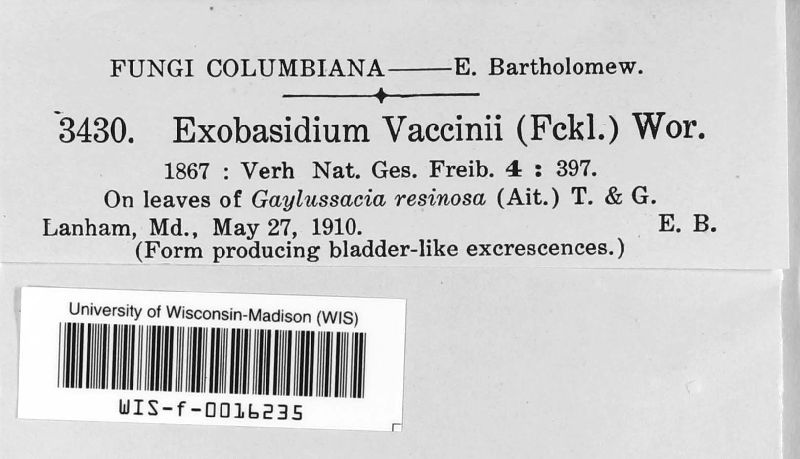 FUNGI COLUMBIANA——E. Bartholomew.
3430. Exobasidium Vaccinii (Fckl.) Wor.
1867 : Verh Nat. Ges. Freib. 4 : 397.
On leaves of Gaylussacia resinosa (Ait.) T. & G.
Lanham, Md., May 27, 1910. E. B.
(Form producing bladder-like excrescences.)
University of Wisconsin-Madison (WIS)
WIS-f-0016235